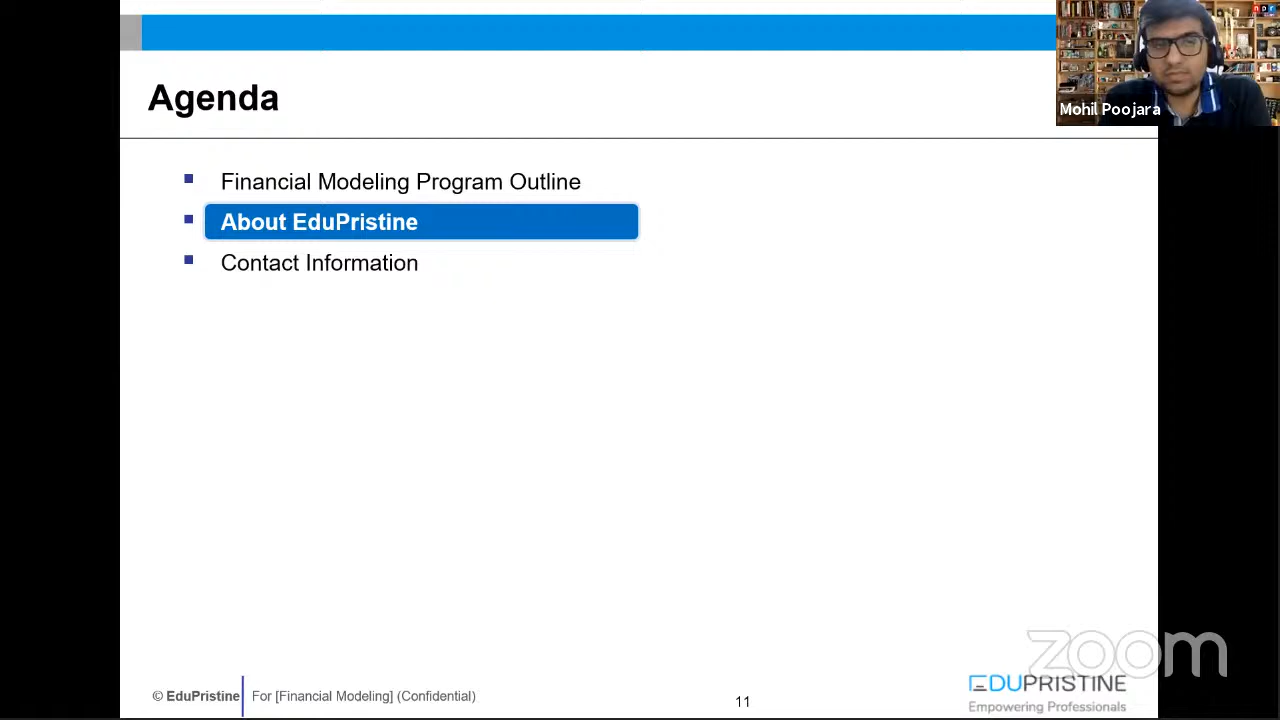 Agenda
npr
Mohil Poojara
Financial Modeling Program Outline
About EduPristine
Contact Information
zoom
© EduPristine
For [Financial Modeling] (Confidential)
11
EDUPRISTINE
Empowering Professionals